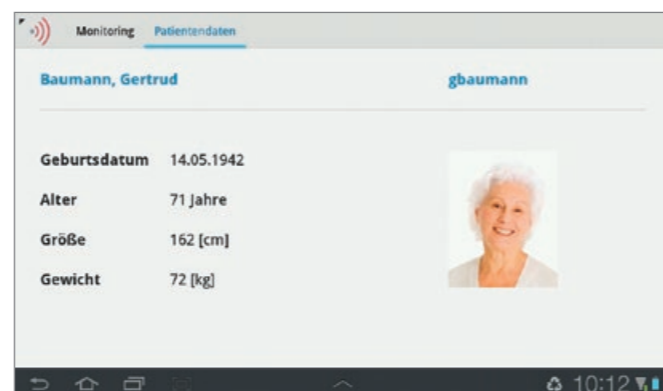 Monitoring Patientendaten
Baumann, Gertrud gbaumann
Geburtsdatum 14.05.1942
Alter 71 Jahre
Größe 162 [cm]
Gewicht 72 [kg]
10:12